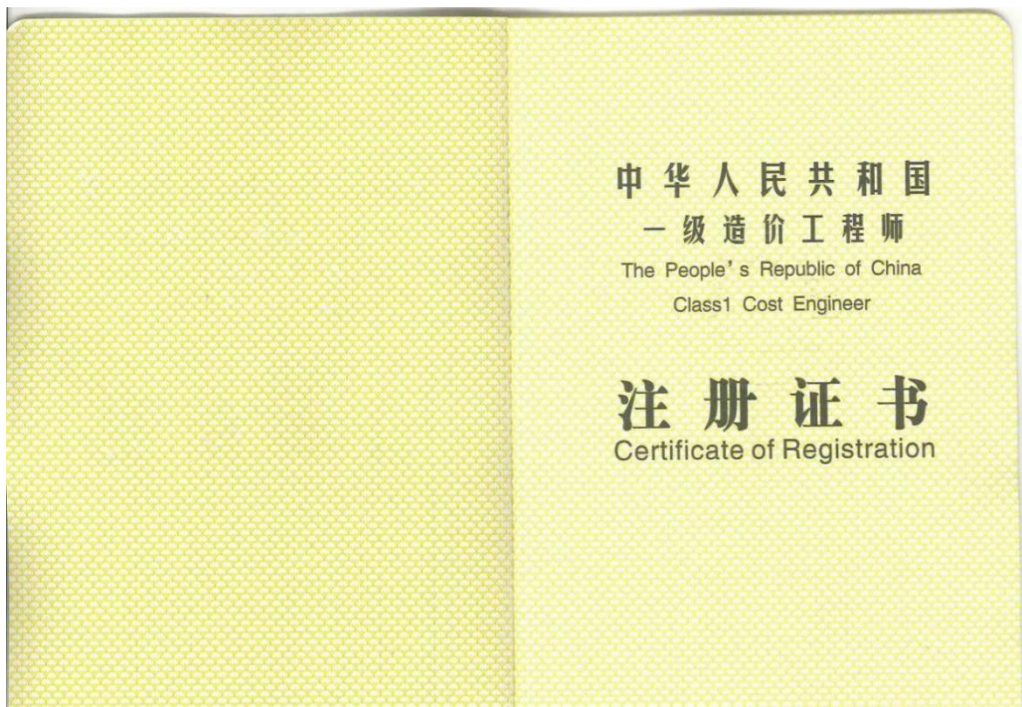 中华人民共和国
一级造价工程师
The People's Republic of China
Class1 Cost Engineer
注册证书
Certificate of Registration